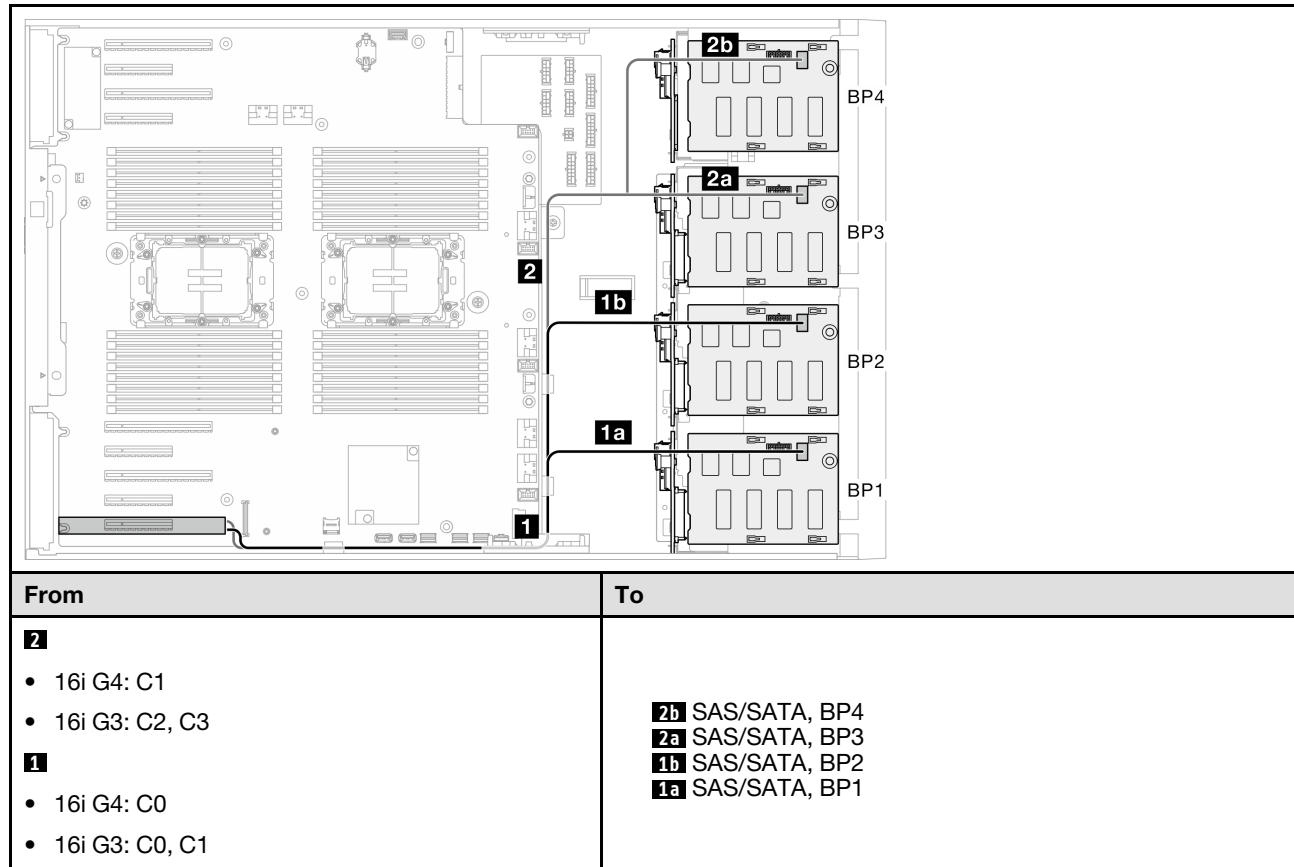 2b
BP4
2a
BP3
2
1b
BP2
1a
BP1
1
From
To
2
• 16i G4: C1
• 16i G3: C2, C3
1
• 16i G4: C0
• 16i G3: C0, C1
2b SAS/SATA, BP4
2a SAS/SATA, BP3
1b SAS/SATA, BP2
1a SAS/SATA, BP1